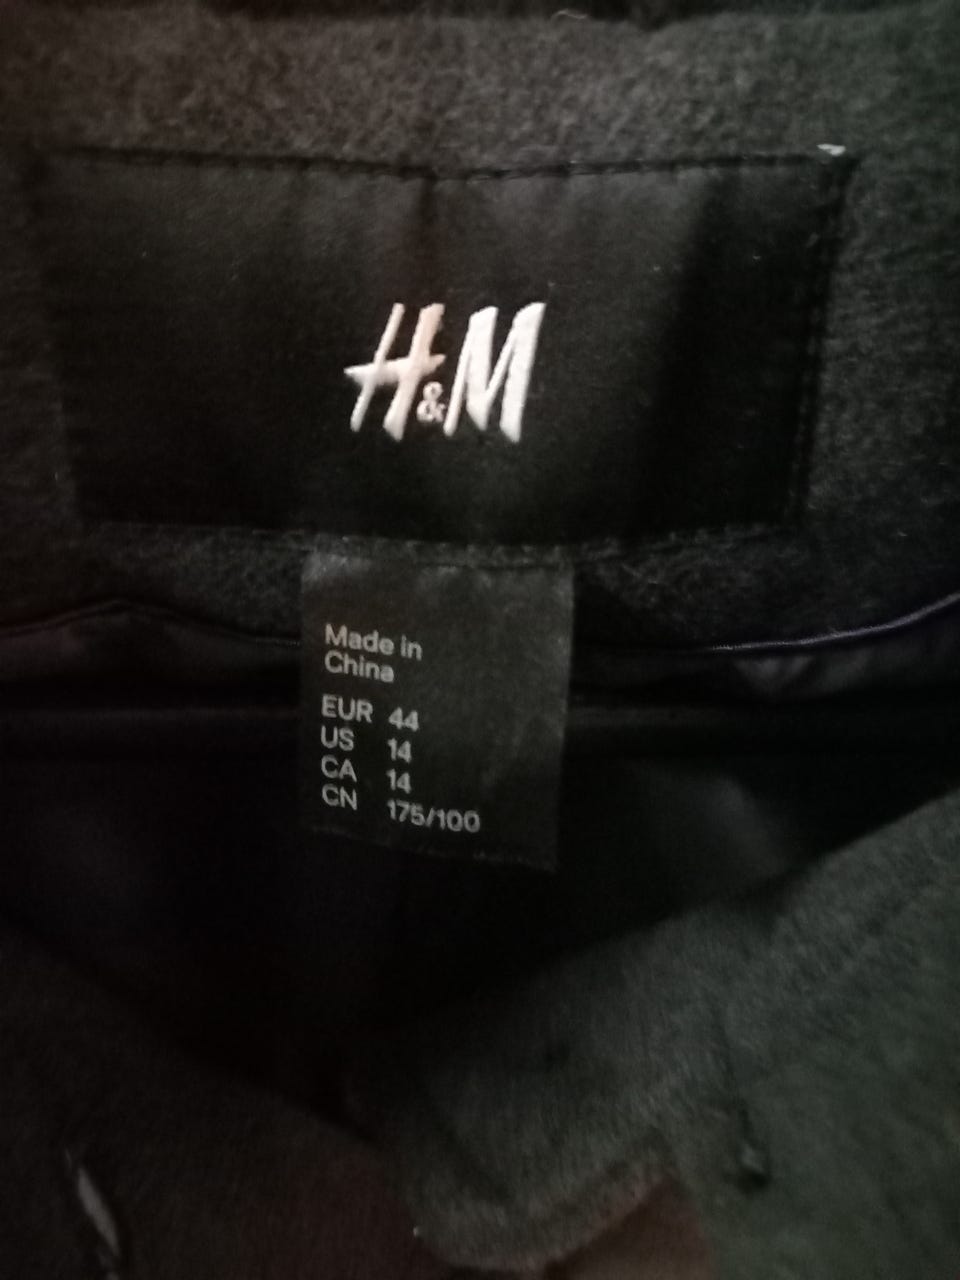 H&M
Made in
China
EUR 44
US 14
CA 14
CN 175/100